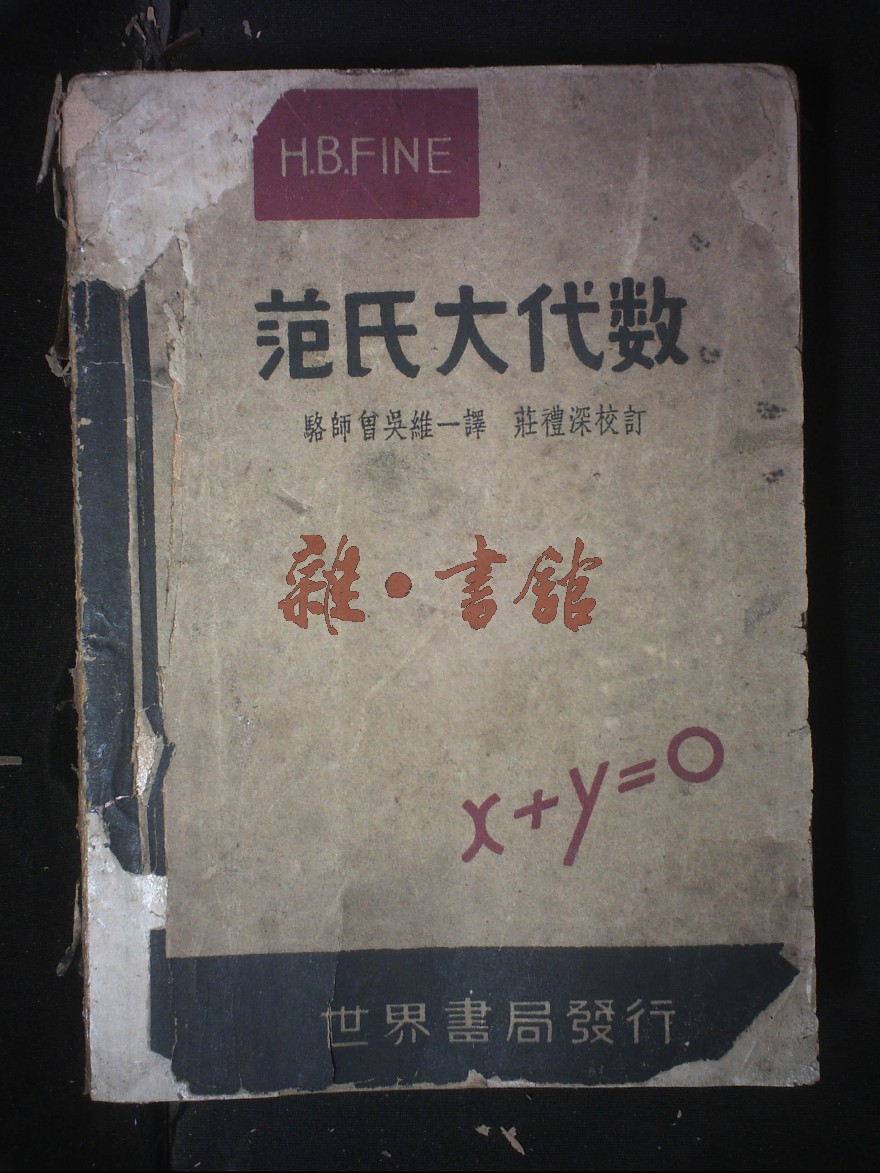 H.B.FINE
范氏大代数
駱師曾吳維一譯 莊禮深校訂
雜·書館
x+y=0
世界書局發行